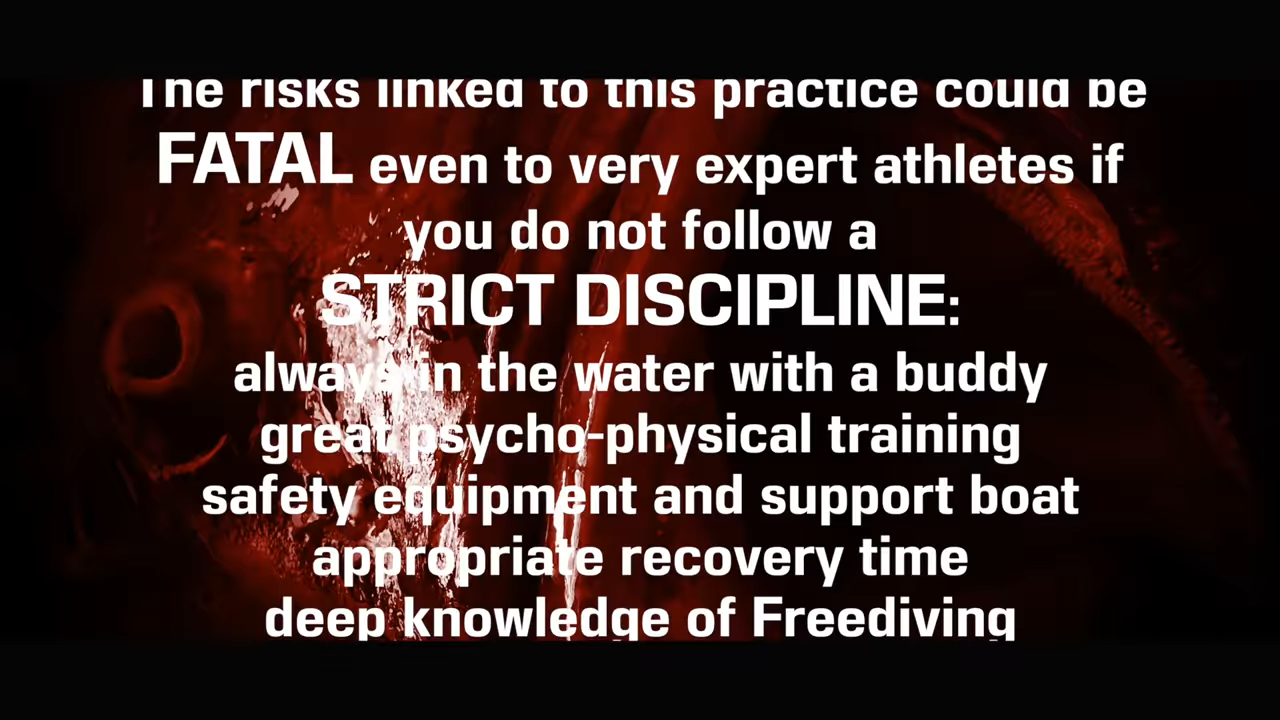 The risks linked to this practice could be
FATAL even to very expert athletes if
you do not follow a
STRICT DISCIPLINE:
always in the water with a buddy
great psycho-physical training
safety equipment and support boat
appropriate recovery time
deep knowledge of Freediving